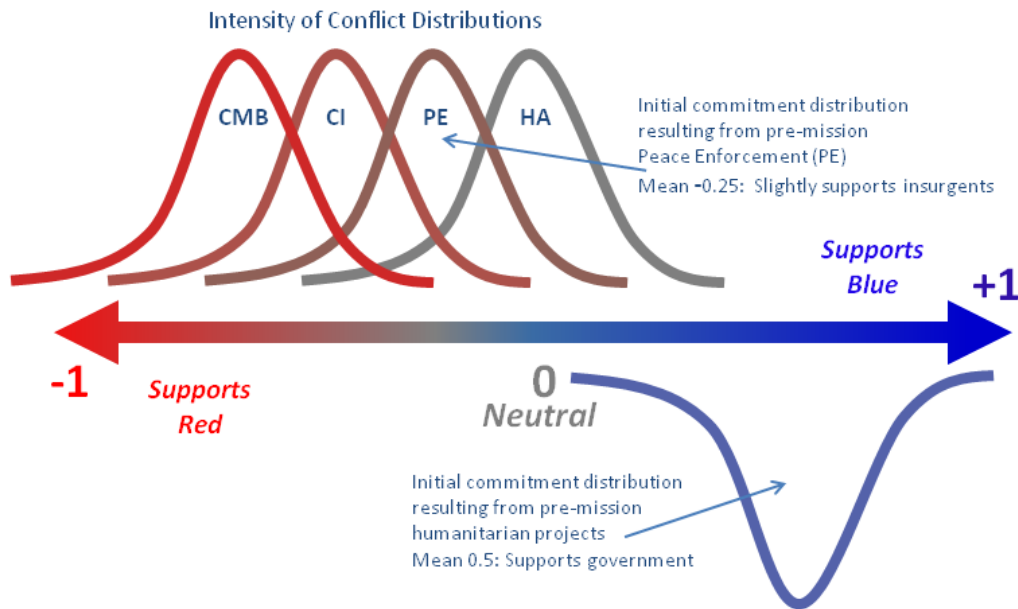 Intensity of Conflict Distributions
CMB
CI
PE
HA
Initial commitment distribution
resulting from pre-mission
Peace Enforcement (PE)
Mean -0.25: Slightly supports insurgents
Supports
Blue
+1
-1
Supports
Red
0
Neutral
Initial commitment distribution
resulting from pre-mission
humanitarian projects
Mean 0.5: Supports government